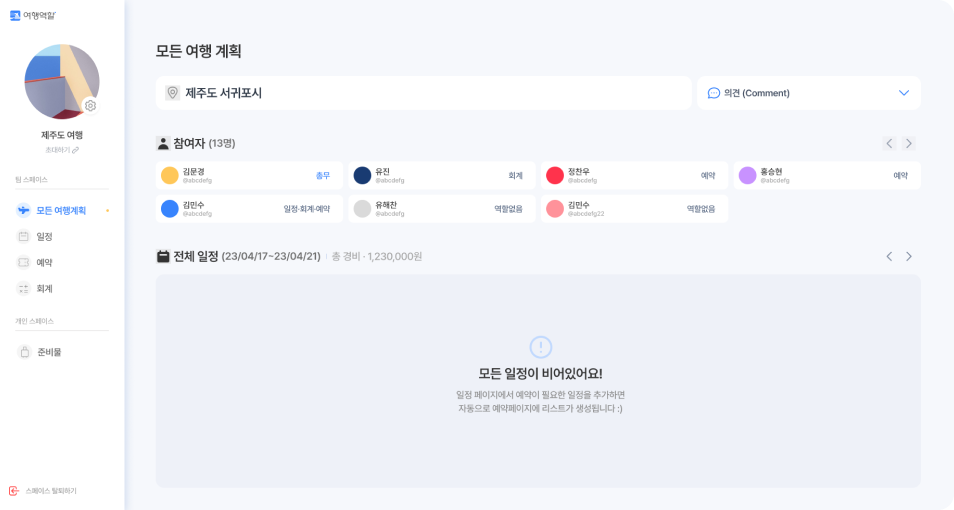 여행역할
제주도 여행
초대하기
팀 스페이스
모든 여행계획
일정
예약
회계
개인 스페이스
준비물
스페이스 탈퇴하기
모든 여행 계획
제주도 서귀포시
의견 (Comment)
참여자 (13명)
김문경 총무
@abcdefg
유진 회계
@abcdefg
정찬우 예약
@abcdefg
홍승현 예약
@abcdefg
김민수 일정·회계·예약
@abcdefg
유해찬 역할없음
@abcdefg
김민수 역할없음
@abcdefg22
전체 일정 (23/04/17~23/04/21) 총 경비 · 1,230,000원
모든 일정이 비어있어요!
일정 페이지에서 예약이 필요한 일정을 추가하면
자동으로 예약페이지에 리스트가 생성됩니다 :)